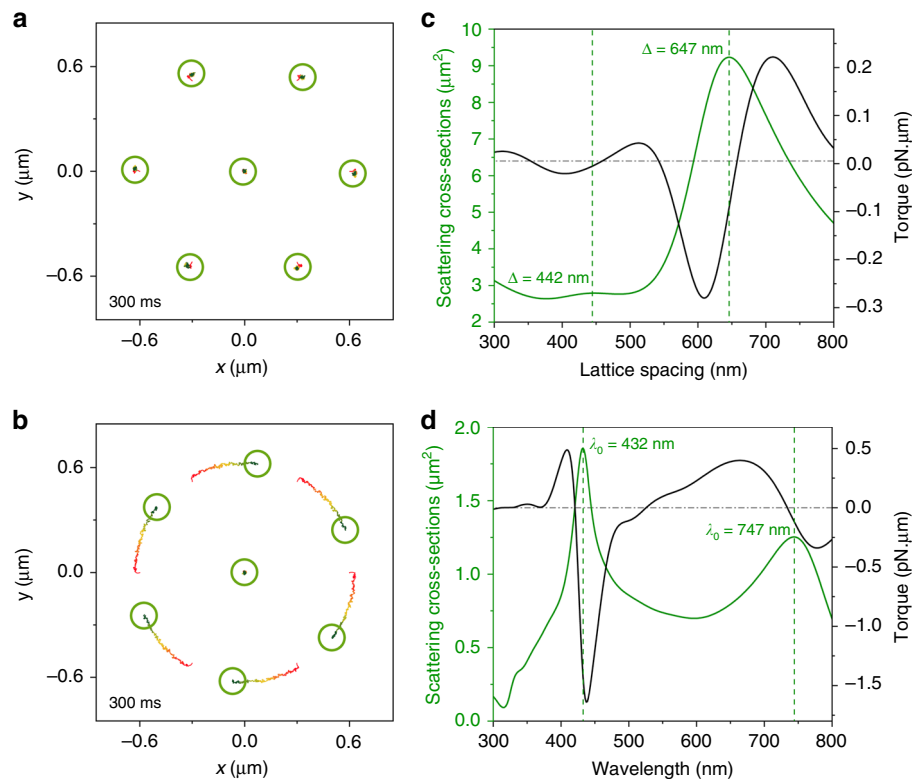 a
0.6
0.0
−0.6
y (μm)
300 ms
−0.6
0.0
0.6
x (μm)
c
Scattering cross-sections (μm²)
10
9
8
7
6
5
4
3
2
Δ = 647 nm
Δ = 442 nm
0.2
0.1
0.0
−0.1
−0.2
−0.3
Torque (pN.μm)
300
400
500
600
700
800
Lattice spacing (nm)
b
0.6
0.0
−0.6
y (μm)
300 ms
−0.6
0.0
0.6
x (μm)
d
Scattering cross-sections (μm²)
2.0
1.5
1.0
0.5
0.0
λ₀ = 432 nm
λ₀ = 747 nm
0.5
0.0
−0.5
−1.0
−1.5
Torque (pN.μm)
300
400
500
600
700
800
Wavelength (nm)